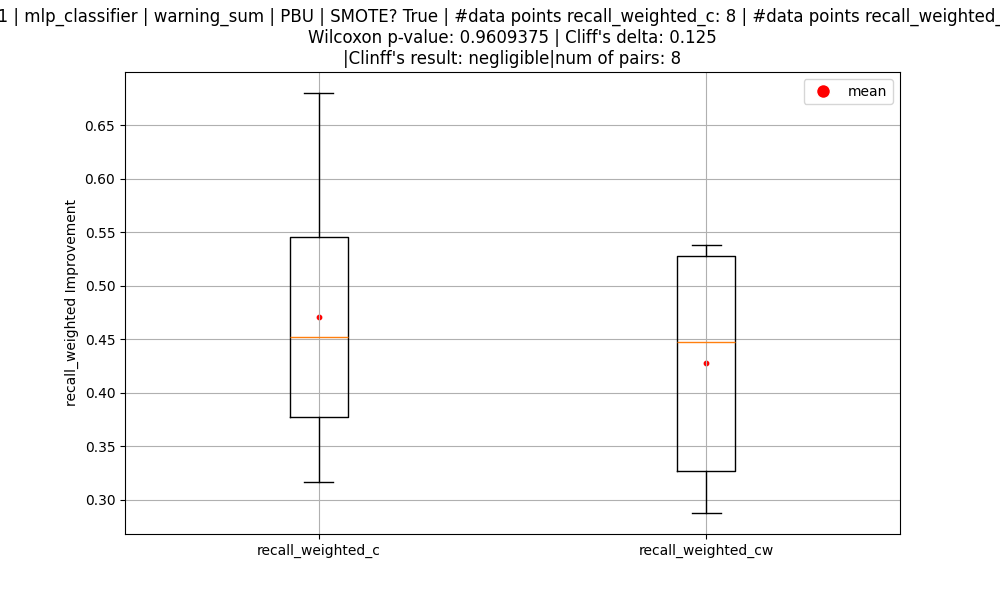 1 | mlp_classifier | warning_sum | PBU | SMOTE? True | #data points recall_weighted_c: 8 | #data points recall_weighted_
Wilcoxon p-value: 0.9609375 | Cliff's delta: 0.125
|Clinff's result: negligible|num of pairs: 8
mean
0.65
0.60
0.55
0.50
0.45
0.40
0.35
0.30
recall_weighted Improvement
recall_weighted_c
recall_weighted_cw